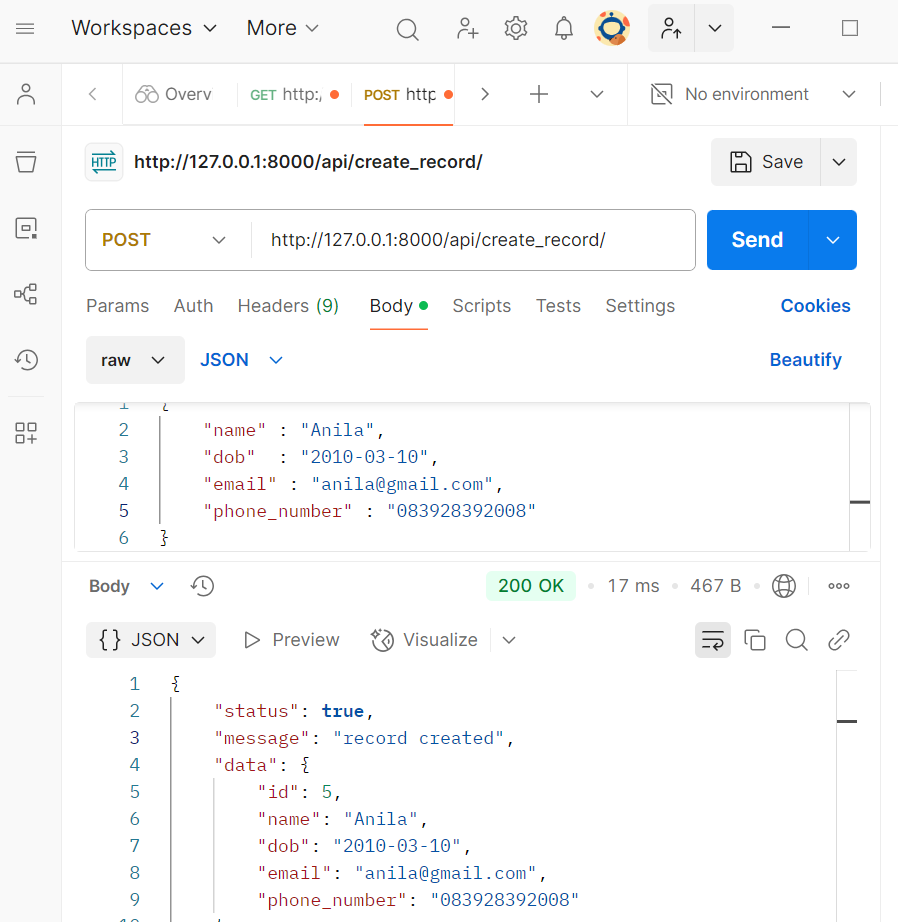 Workspaces More
Overv GET http:/ POST http No environment
HTTP http://127.0.0.1:8000/api/create_record/ Save
POST http://127.0.0.1:8000/api/create_record/ Send
Params Auth Headers (9) Body Scripts Tests Settings Cookies
raw JSON Beautify
1 {
2 "name" : "Anila",
3 "dob" : "2010-03-10",
4 "email" : "anila@gmail.com",
5 "phone_number" : "083928392008"
6 }
Body 200 OK 17 ms 467 B
{} JSON Preview Visualize
1 {
2 "status": true,
3 "message": "record created",
4 "data": {
5 "id": 5,
6 "name": "Anila",
7 "dob": "2010-03-10",
8 "email": "anila@gmail.com",
9 "phone_number": "083928392008"